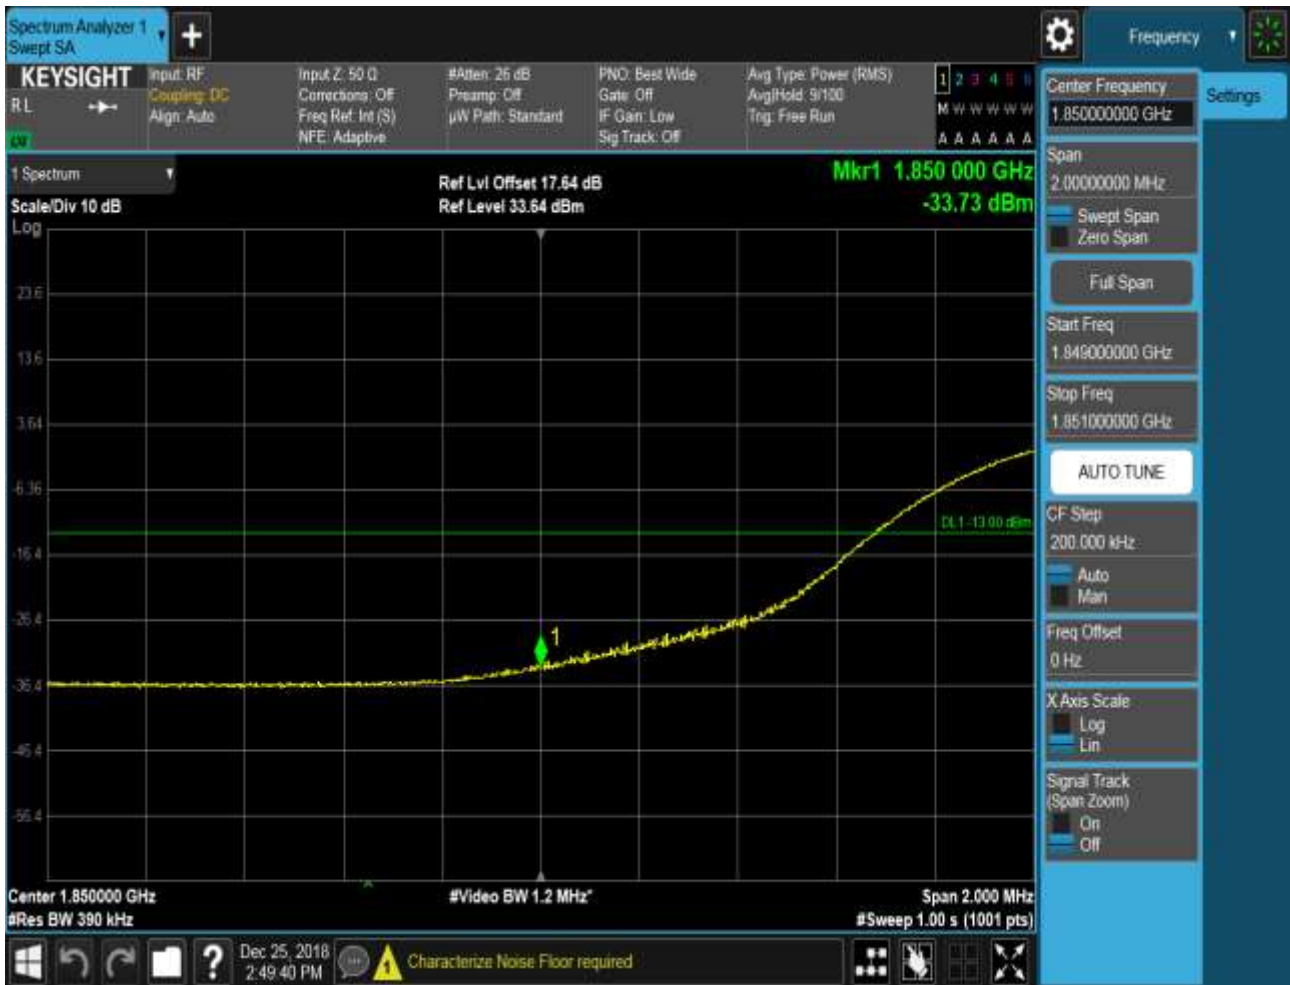 Spectrum Analyzer 1
Swept SA
Frequency
KEYSIGHT
RL
Input: RF
Coupling: DC
Align: Auto
Input Z: 50 Ω
Corrections: Off
Freq Ref: Int (S)
NFE: Adaptive
#Atten: 26 dB
Preamp: Off
µW Path: Standard
PNO: Best Wide
Gate: Off
IF Gain: Low
Sig Track: Off
Avg Type: Power (RMS)
Avg|Hold: 9/100
Trig: Free Run
1 2 3 4 5 6
M W W W W W
A A A A A A
Center Frequency
1.850000000 GHz
Settings
Span
2.00000000 MHz
Swept Span
Zero Span
Full Span
Start Freq
1.849000000 GHz
Stop Freq
1.851000000 GHz
AUTO TUNE
CF Step
200.000 kHz
Auto
Man
Freq Offset
0 Hz
X Axis Scale
Log
Lin
Signal Track
(Span Zoom)
On
Off
1 Spectrum
Scale/Div 10 dB
Log
Ref Lvl Offset 17.64 dB
Ref Level 33.64 dBm
Mkr1 1.850 000 GHz
-33.73 dBm
23.6
13.6
3.64
-6.36
DL1 -13.00 dBm
-16.4
-26.4
1
-36.4
-46.4
-56.4
Center 1.850000 GHz
#Video BW 1.2 MHz*
Span 2.000 MHz
#Res BW 390 kHz
#Sweep 1.00 s (1001 pts)
?
Dec 25, 2018
2:49:40 PM
1
Characterize Noise Floor required